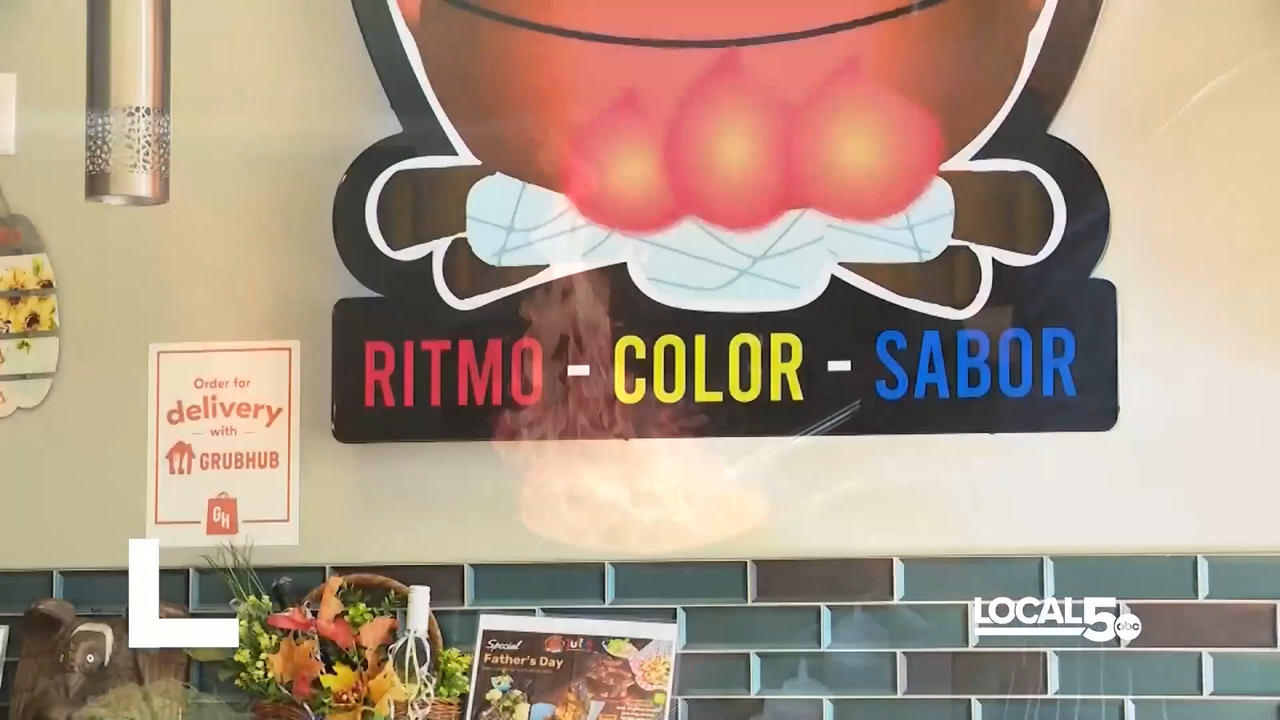 RITMO - COLOR - SABOR
Order for
delivery
with
GRUBHUB
GH
L
LOCAL 5 abc
Special
Father's Day